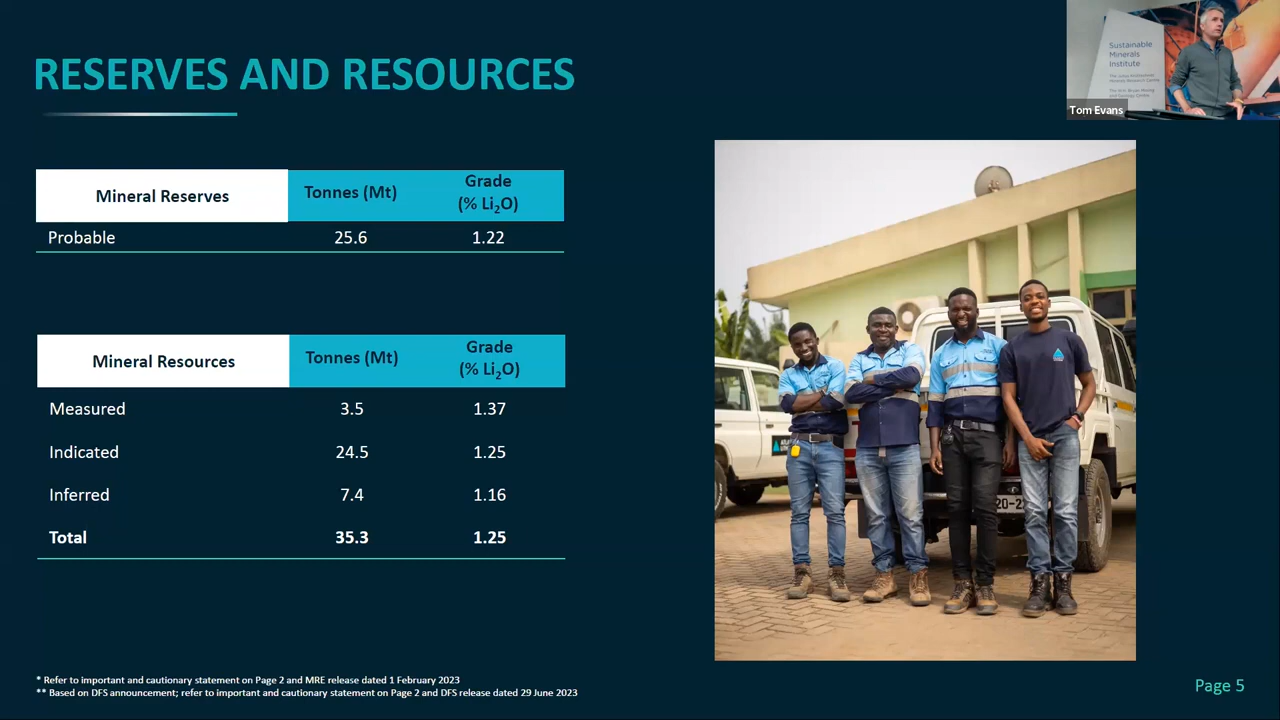 RESERVES AND RESOURCES
Sustainable
Minerals
Institute
Tom Evans
Mineral Reserves Tonnes (Mt) Grade (% Li₂O)
Probable 25.6 1.22
Mineral Resources Tonnes (Mt) Grade (% Li₂O)
Measured 3.5 1.37
Indicated 24.5 1.25
Inferred 7.4 1.16
Total 35.3 1.25
* Refer to important and cautionary statement on Page 2 and MRE release dated 1 February 2023
** Based on DFS announcement; refer to important and cautionary statement on Page 2 and DFS release dated 29 June 2023
Page 5